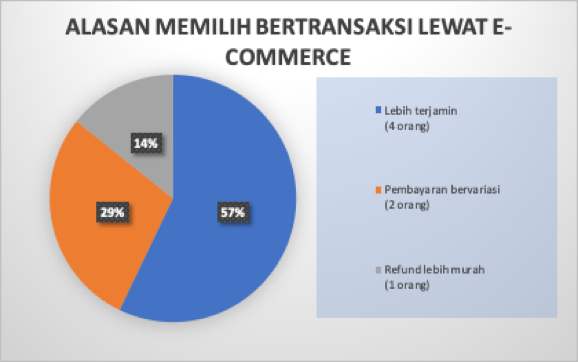 ALASAN MEMILIH BERTRANSAKSI LEWAT E-
COMMERCE
14%
29%
57%
Lebih terjamin
(4 orang)
Pembayaran bervariasi
(2 orang)
Refund lebih murah
(1 orang)